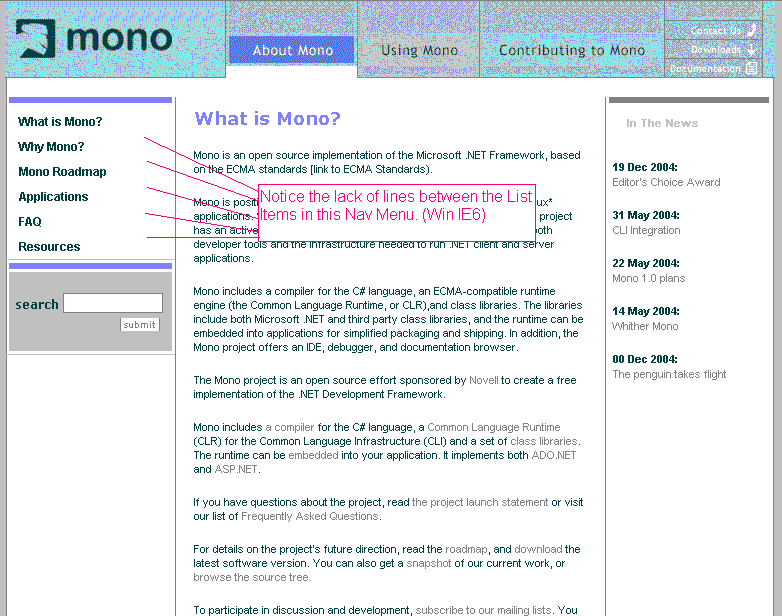 mono
About Mono
Using Mono
Contributing to Mono
Contact Us
Downloads
Documentation
What is Mono?
Why Mono?
Mono Roadmap
Applications
FAQ
Resources
search
submit
What is Mono?
Mono is an open source implementation of the Microsoft .NET Framework, based
on the ECMA standards [link to ECMA Standards).
Mono is positi
ux*
applications.
project
has an active
both
developer tools and the infrastructure needed to run .NET client and server
applications.
Notice the lack of lines between the List
Items in this Nav Menu. (Win IE6)
Mono includes a compiler for the C# language, an ECMA-compatible runtime
engine (the Common Language Runtime, or CLR),and class libraries. The libraries
include both Microsoft .NET and third party class libraries, and the runtime can be
embedded into applications for simplified packaging and shipping. In addition, the
Mono project offers an IDE, debugger, and documentation browser.
The Mono project is an open source effort sponsored by Novell to create a free
implementation of the .NET Development Framework.
Mono includes a compiler for the C# language, a Common Language Runtime
(CLR) for the Common Language Infrastructure (CLI) and a set of class libraries.
The runtime can be embedded into your application. It implements both ADO.NET
and ASP.NET.
If you have questions about the project, read the project launch statement or visit
our list of Frequently Asked Questions.
For details on the project's future direction, read the roadmap, and download the
latest software version. You can also get a snapshot of our current work, or
browse the source tree.
To participate in discussion and development, subscribe to our mailing lists. You
In The News
19 Dec 2004:
Editor's Choice Award
31 May 2004:
CLI Integration
22 May 2004:
Mono 1.0 plans
14 May 2004:
Whither Mono
00 Dec 2004:
The penguin takes flight